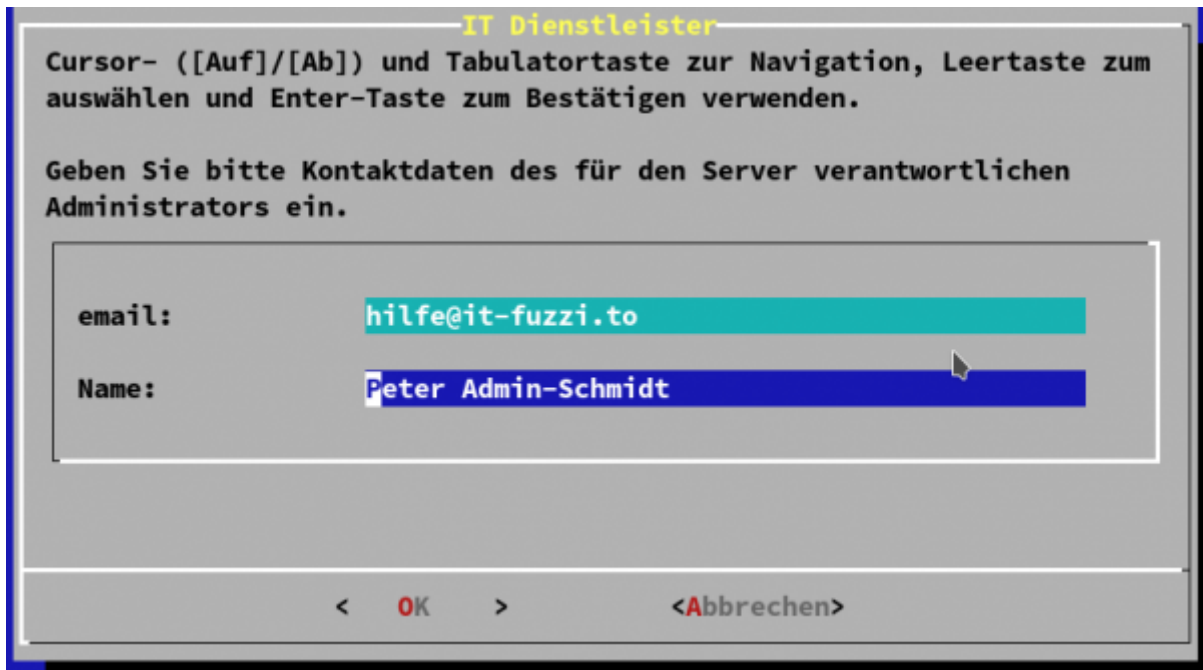 IT Dienstleister
Cursor- ([Auf]/[Ab]) und Tabulatortaste zur Navigation, Leertaste zum
auswählen und Enter-Taste zum Bestätigen verwenden.
Geben Sie bitte Kontaktdaten des für den Server verantwortlichen
Administrators ein.
email: hilfe@it-fuzzi.to
Name: Peter Admin-Schmidt
< OK > <Abbrechen>